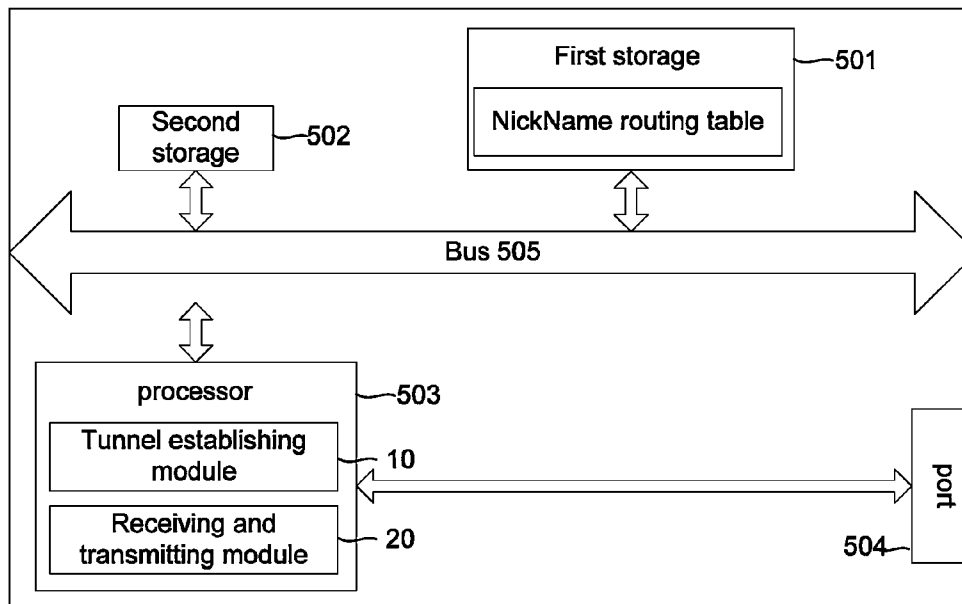 First storage
501
NickName routing table
Second
storage
502
Bus 505
processor
503
Tunnel establishing
module
10
Receiving and
transmitting module
20
port
504